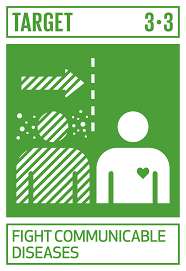 TARGET 3·3
FIGHT COMMUNICABLE
DISEASES